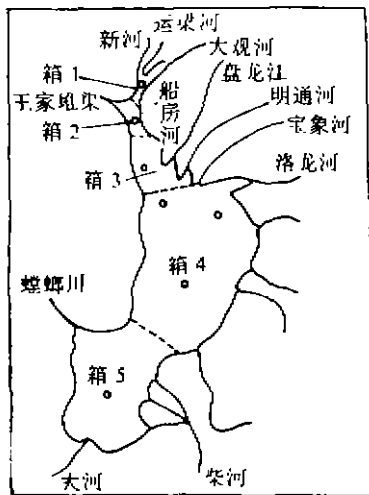 运粮河
新河
大观河
箱 1
盘龙江
王家堆渠
船房河
明通河
箱 2
宝象河
洛龙河
箱 3
箱 4
螳螂川
箱 5
大河
柴河